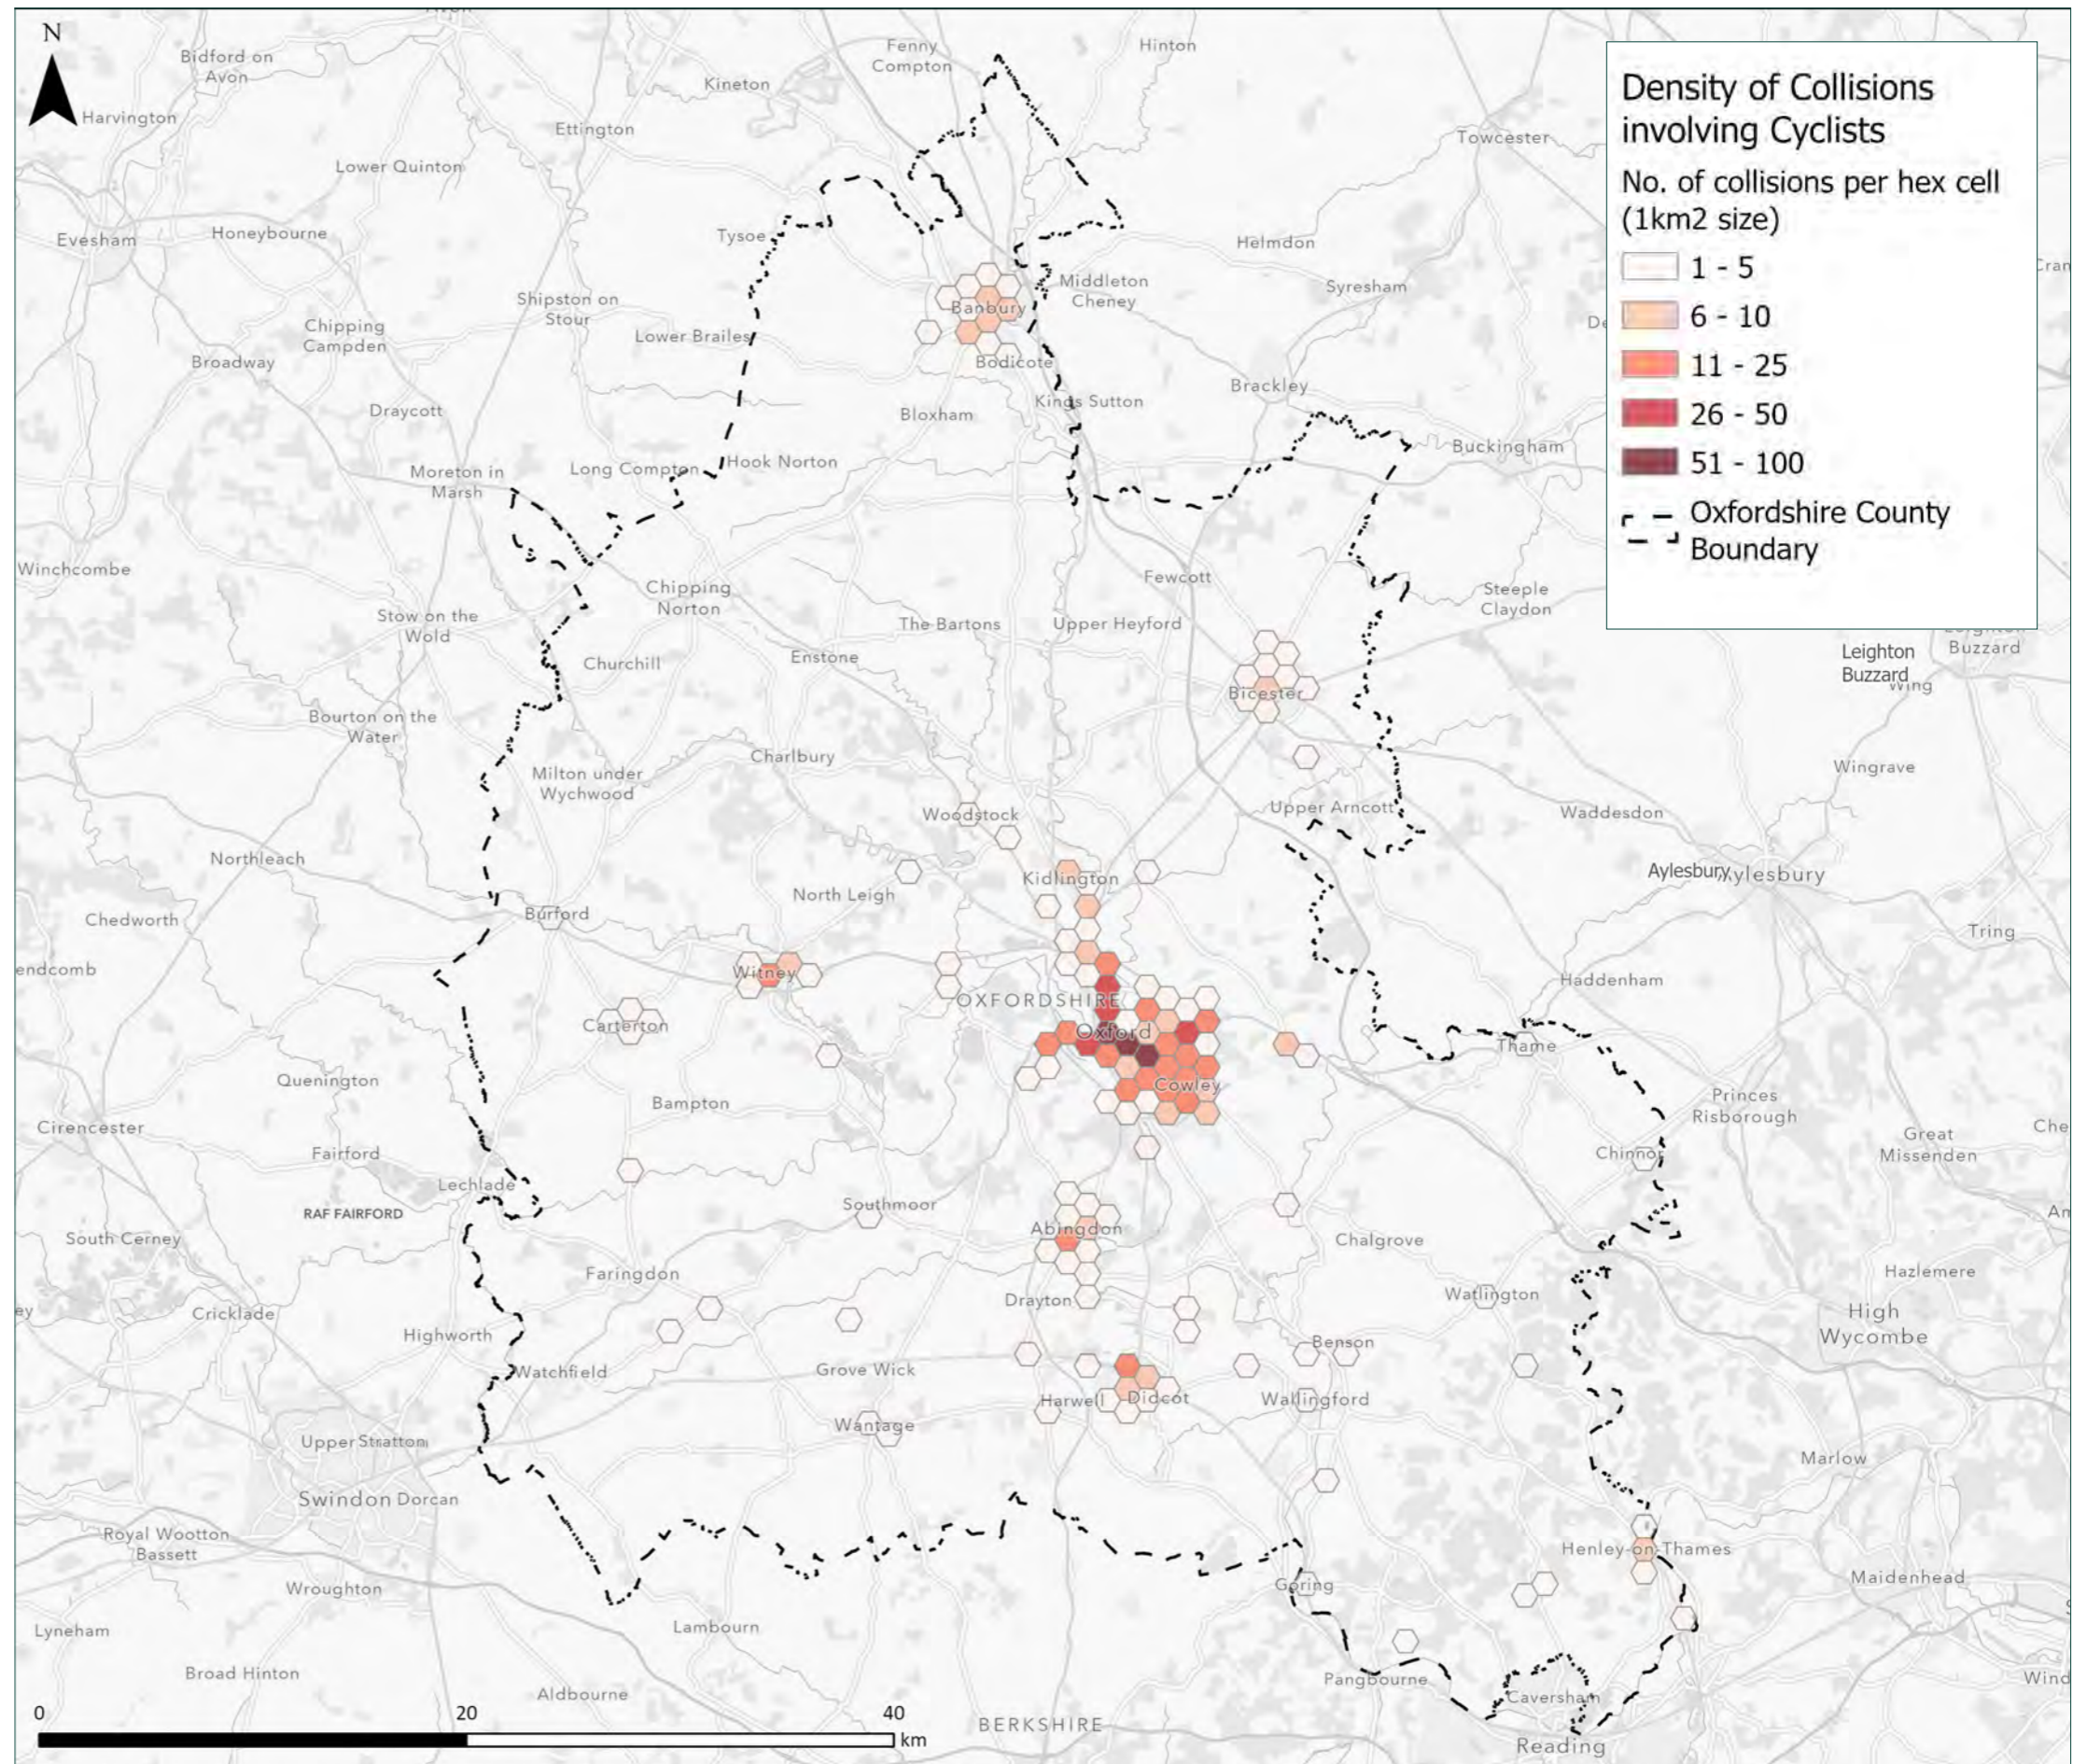 N
Fenny
Compton
Hinton
Bidford on
Avon
Kineton
Harvington
Ettington
Towcester
Lower Quinton
Density of Collisions
involving Cyclists
No. of collisions per hex cell
(1km2 size)
1 - 5
6 - 10
11 - 25
26 - 50
51 - 100
Oxfordshire County
Boundary
Evesham
Honeybourne
Tysoe
Helmdon
Middleton
Cheney
Syresham
Shipston on
Stour
Banbury
Chipping
Campden
Lower Brailes
Broadway
Bodicote
Brackley
Kings Sutton
Draycott
Bloxham
Buckingham
Moreton in
Marsh
Long Compton
Hook Norton
Winchcombe
Fewcott
Chipping
Norton
Steeple
Claydon
Stow on the
Wold
The Bartons
Upper Heyford
Leighton
Buzzard
Leighton
Buzzard
Wing
Churchill
Enstone
Bicester
Bourton on the
Water
Charlbury
Milton under
Wychwood
Wingrave
Woodstock
Upper Arncott
Waddesdon
Northleach
Kidlington
Aylesbury
Aylesbury
North Leigh
Chedworth
Burford
Tring
endcomb
Witney
Haddenham
OXFORDSHIRE
Carterton
Oxford
Thame
Quenington
Cowley
Bampton
Princes
Risborough
Cirencester
Che
Great
Missenden
Fairford
Chinnor
Lechlade
RAF FAIRFORD
Southmoor
Am
Abingdon
South Cerney
Chalgrove
Faringdon
Hazlemere
Drayton
Watlington
ey
Cricklade
High
Wycombe
Highworth
Benson
Watchfield
Grove Wick
Harwell
Didcot
Wallingford
Wantage
Upper Stratton
Marlow
Swindon
Dorcan
Royal Wootton
Bassett
Henley-on-Thames
Wroughton
Goring
Maidenhead
Lambourn
Lyneham
Broad Hinton
Pangbourne
Wind
Aldbourne
Caversham
0
20
40
km
BERKSHIRE
Reading